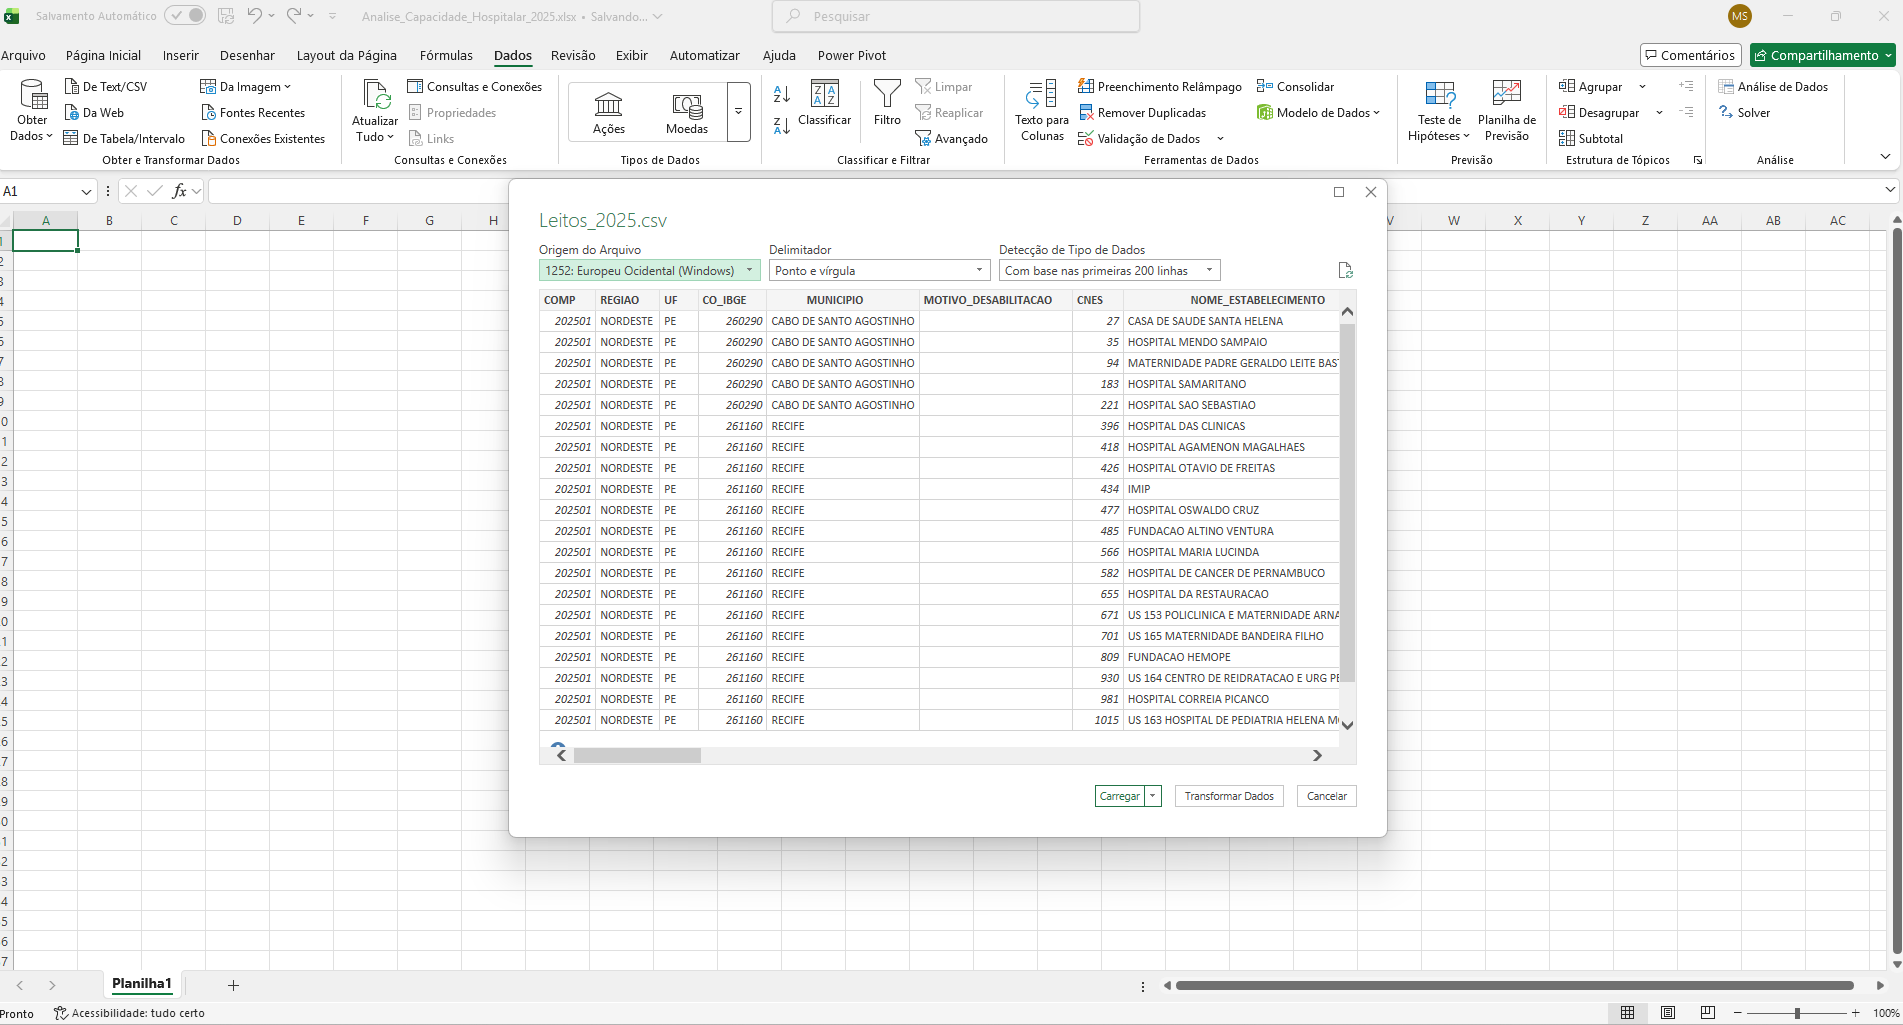 Salvamento Automático
Analise_Capacidade_Hospitalar_2025.xlsx • Salvando...
Pesquisar
MS
Arquivo Página Inicial Inserir Desenhar Layout da Página Fórmulas Dados Revisão Exibir Automatizar Ajuda Power Pivot
Comentários Compartilhamento
Obter Dados
De Text/CSV
Da Web
De Tabela/Intervalo
Da Imagem
Fontes Recentes
Conexões Existentes
Obter e Transformar Dados
Atualizar Tudo
Consultas e Conexões
Propriedades
Links
Consultas e Conexões
Ações
Moedas
Tipos de Dados
Classificar
Filtro
Limpar
Reaplicar
Avançado
Classificar e Filtrar
Texto para Colunas
Preenchimento Relâmpago
Remover Duplicadas
Validação de Dados
Consolidar
Modelo de Dados
Ferramentas de Dados
Teste de Hipóteses
Planilha de Previsão
Previsão
Agrupar
Desagrupar
Subtotal
Estrutura de Tópicos
Análise de Dados
Solver
Análise
A1
fx
A B C D E F G H V W X Y Z AA AB AC
Leitos_2025.csv
Origem do Arquivo Delimitador Detecção de Tipo de Dados
1252: Europeu Ocidental (Windows) Ponto e vírgula Com base nas primeiras 200 linhas
COMP REGIAO UF CO_IBGE MUNICIPIO MOTIVO_DESABILITACAO CNES NOME_ESTABELECIMENTO
202501 NORDESTE PE 260290 CABO DE SANTO AGOSTINHO 27 CASA DE SAUDE SANTA HELENA
202501 NORDESTE PE 260290 CABO DE SANTO AGOSTINHO 35 HOSPITAL MENDO SAMPAIO
202501 NORDESTE PE 260290 CABO DE SANTO AGOSTINHO 94 MATERNIDADE PADRE GERALDO LEITE BAST
202501 NORDESTE PE 260290 CABO DE SANTO AGOSTINHO 183 HOSPITAL SAMARITANO
202501 NORDESTE PE 260290 CABO DE SANTO AGOSTINHO 221 HOSPITAL SAO SEBASTIAO
202501 NORDESTE PE 261160 RECIFE 396 HOSPITAL DAS CLINICAS
202501 NORDESTE PE 261160 RECIFE 418 HOSPITAL AGAMENON MAGALHAES
202501 NORDESTE PE 261160 RECIFE 426 HOSPITAL OTAVIO DE FREITAS
202501 NORDESTE PE 261160 RECIFE 434 IMIP
202501 NORDESTE PE 261160 RECIFE 477 HOSPITAL OSWALDO CRUZ
202501 NORDESTE PE 261160 RECIFE 485 FUNDACAO ALTINO VENTURA
202501 NORDESTE PE 261160 RECIFE 566 HOSPITAL MARIA LUCINDA
202501 NORDESTE PE 261160 RECIFE 582 HOSPITAL DE CANCER DE PERNAMBUCO
202501 NORDESTE PE 261160 RECIFE 655 HOSPITAL DA RESTAURACAO
202501 NORDESTE PE 261160 RECIFE 671 US 153 POLICLINICA E MATERNIDADE ARNA
202501 NORDESTE PE 261160 RECIFE 701 US 165 MATERNIDADE BANDEIRA FILHO
202501 NORDESTE PE 261160 RECIFE 809 FUNDACAO HEMOPE
202501 NORDESTE PE 261160 RECIFE 930 US 164 CENTRO DE REIDRATACAO E URG PE
202501 NORDESTE PE 261160 RECIFE 981 HOSPITAL CORREIA PICANCO
202501 NORDESTE PE 261160 RECIFE 1015 US 163 HOSPITAL DE PEDIATRIA HELENA MO
Carregar Transformar Dados Cancelar
Planilha1
Pronto Acessibilidade: tudo certo
100%